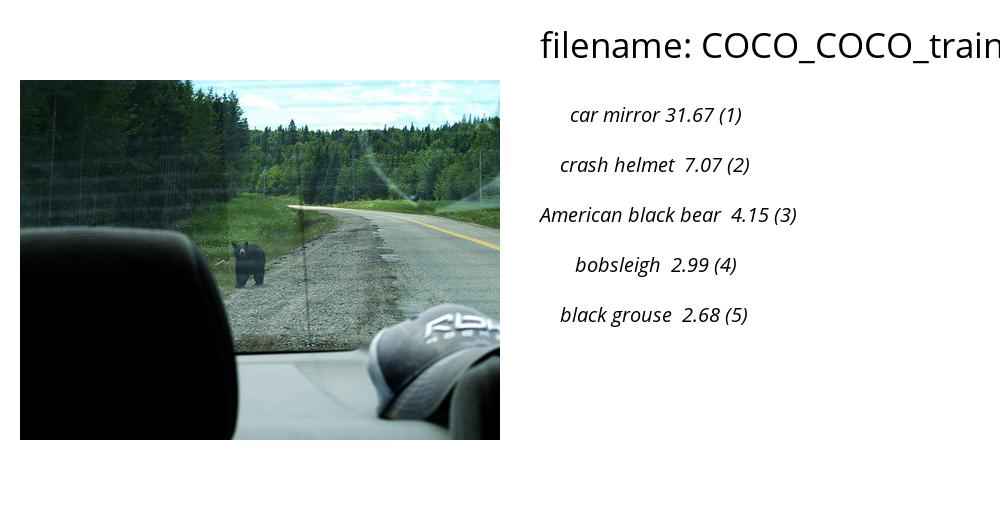 filename: COCO_COCO_train
car mirror 31.67 (1)
crash helmet 7.07 (2)
American black bear 4.15 (3)
bobsleigh 2.99 (4)
black grouse 2.68 (5)